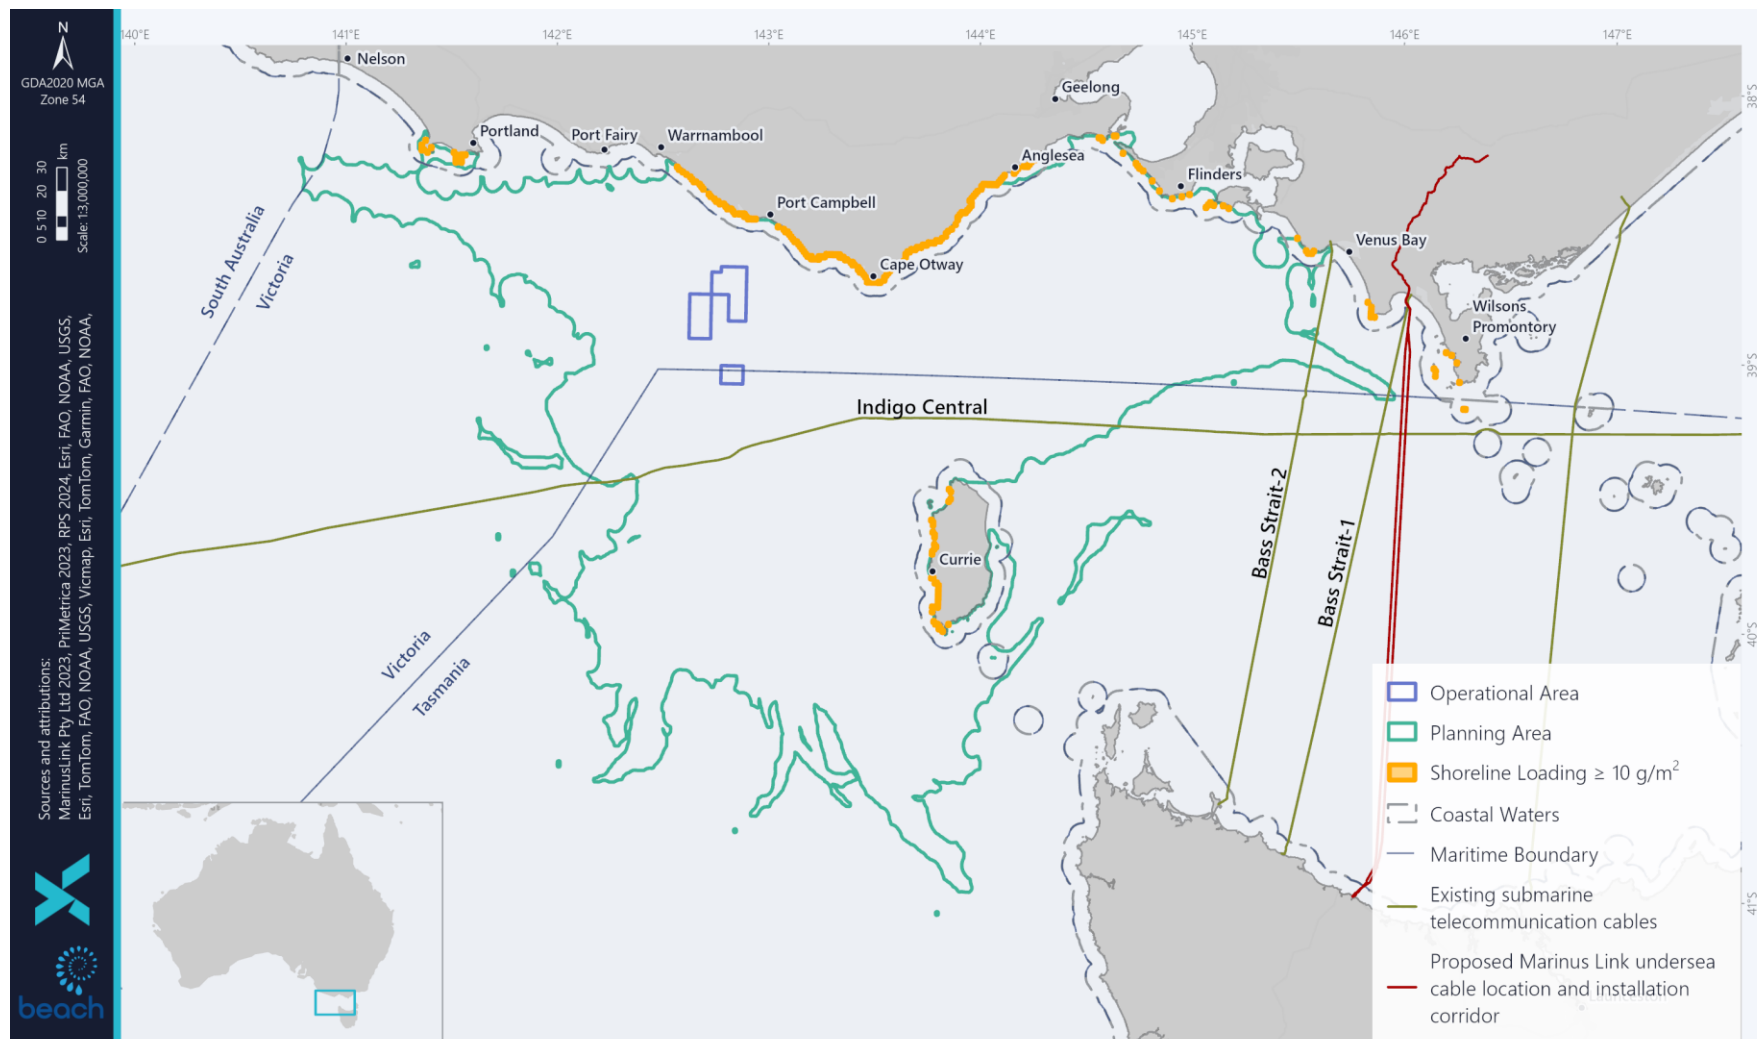 140°E
141°E
142°E
143°E
144°E
145°E
146°E
147°E
38°S
39°S
40°S
41°S
N
GDA2020 MGA
Zone 54
0 5 10 20 30
km
Scale: 1:3,000,000
Sources and attributions:
MarinusLink Pty Ltd 2023, PriMetrica 2023, RPS 2024, Esri, FAO, NOAA, USGS,
Esri, TomTom, FAO, NOAA, USGS, Vicmap, Esri, TomTom, Garmin, FAO, NOAA,
beach
Nelson
Portland
Port Fairy
Warrnambool
Geelong
Anglesea
Flinders
Port Campbell
Cape Otway
Venus Bay
Wilsons
Promontory
South Australia
Victoria
Indigo Central
Bass Strait-2
Bass Strait-1
Currie
Victoria
Tasmania
Operational Area
Planning Area
Shoreline Loading ≥ 10 g/m²
Coastal Waters
Maritime Boundary
Existing submarine
telecommunication cables
Proposed Marinus Link undersea
cable location and installation
corridor